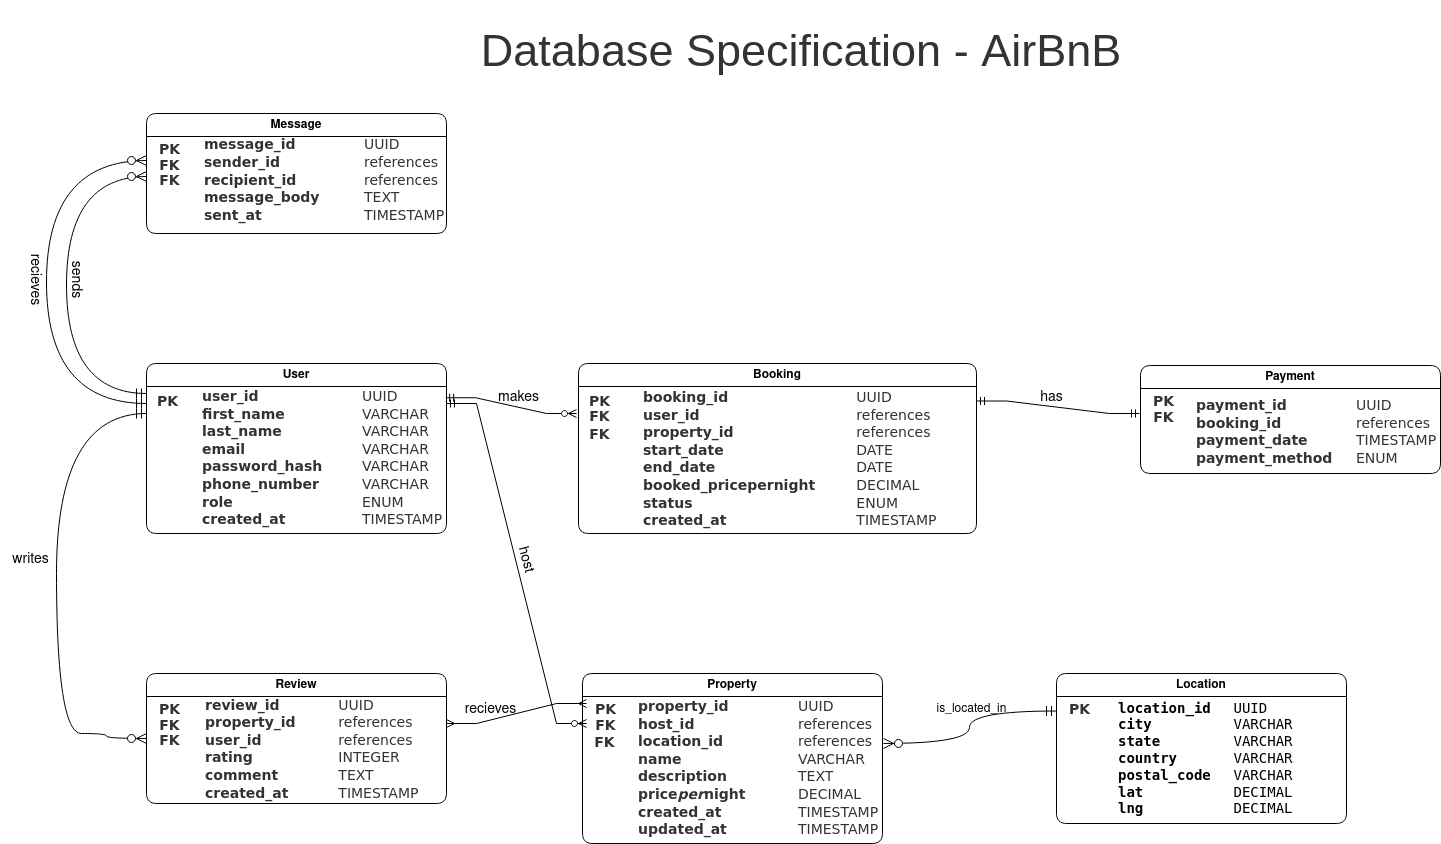 Database Specification - AirBnB
Message
PK message_id UUID
FK sender_id references
FK recipient_id references
message_body TEXT
sent_at TIMESTAMP
recieves
sends
User
PK user_id UUID
first_name VARCHAR
last_name VARCHAR
email VARCHAR
password_hash VARCHAR
phone_number VARCHAR
role ENUM
created_at TIMESTAMP
makes
Booking
PK booking_id UUID
FK user_id references
FK property_id references
start_date DATE
end_date DATE
booked_pricepernight DECIMAL
status ENUM
created_at TIMESTAMP
has
Payment
PK payment_id UUID
FK booking_id references
payment_date TIMESTAMP
payment_method ENUM
writes
host
Review
PK review_id UUID
FK property_id references
FK user_id references
rating INTEGER
comment TEXT
created_at TIMESTAMP
recieves
Property
PK property_id UUID
FK host_id references
FK location_id references
name VARCHAR
description TEXT
pricepernight DECIMAL
created_at TIMESTAMP
updated_at TIMESTAMP
is_located_in
Location
PK location_id UUID
city VARCHAR
state VARCHAR
country VARCHAR
postal_code VARCHAR
lat DECIMAL
lng DECIMAL